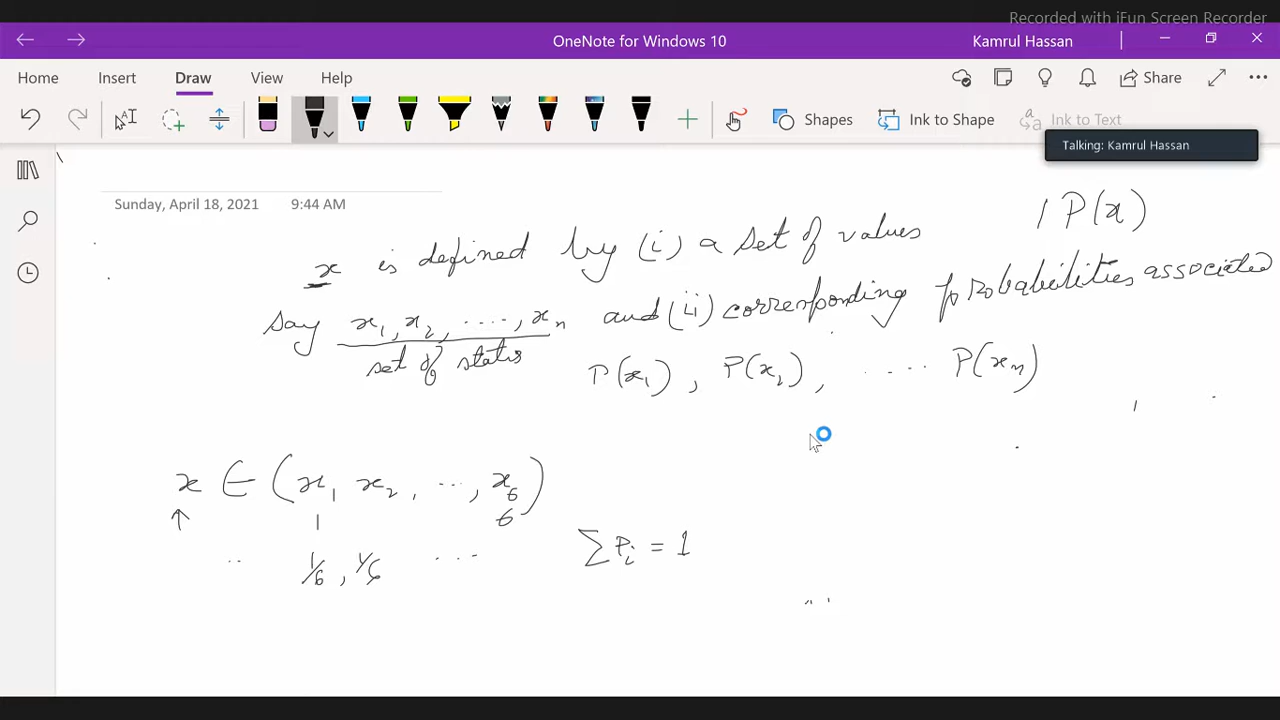 Recorded with iFun Screen Recorder
OneNote for Windows 10
Kamrul Hassan
Home Insert Draw View Help
Share
Shapes
Ink to Shape
Ink to Text
Talking: Kamrul Hassan
Sunday, April 18, 2021 9:44 AM
P(x)
x is defined by (i) a set of values
say x₁, x₂, ....., xₙ and (ii) corresponding probabilities associated
set of states
P(x₁), P(x₂), ..... P(xₙ)
x ∈ (x₁ x₂, ..., x₆)
↑ 1 6
.. 1/6, 1/6 ...
∑ Pᵢ = 1